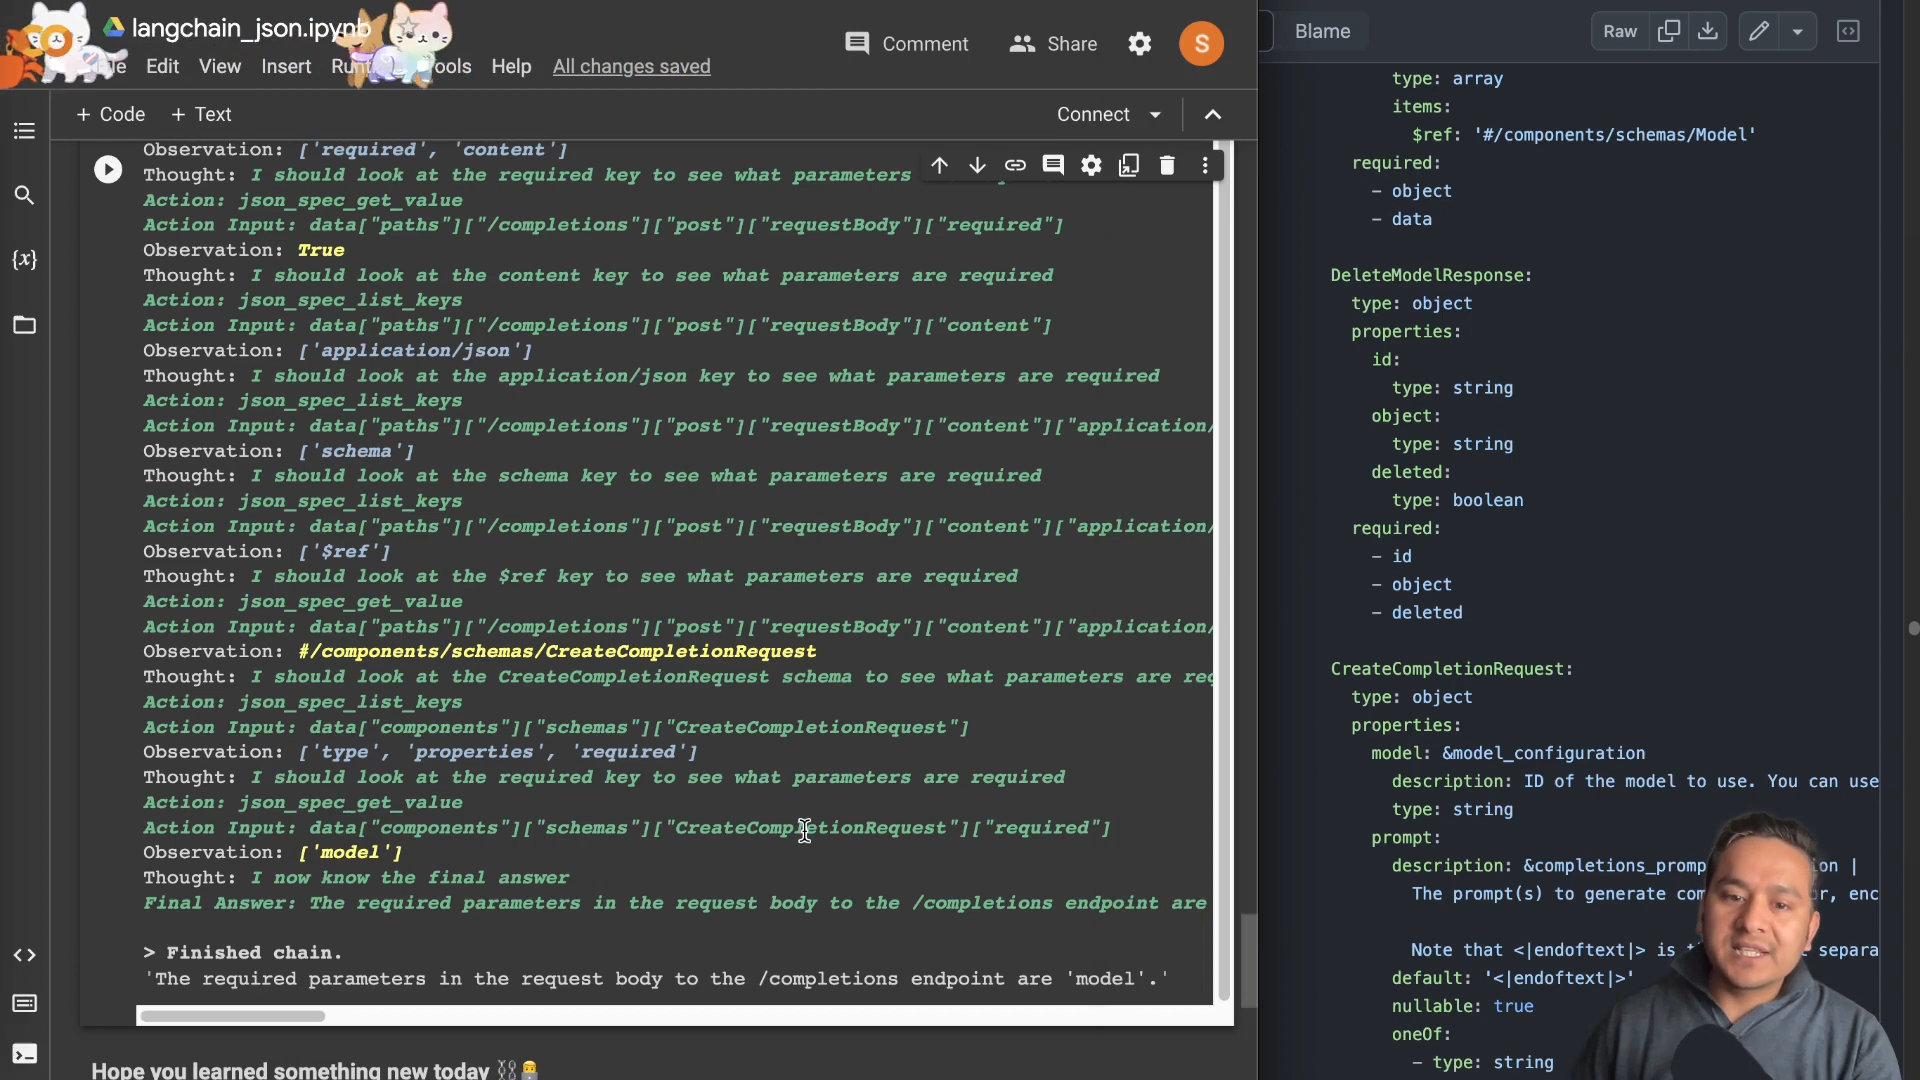 langchain_json.ipynb
Edit View Insert Help All changes saved
Comment Share S
+ Code + Text Connect
Observation: ['required', 'content']
Thought: I should look at the required key to see what parameters
Action: json_spec_get_value
Action Input: data["paths"]["/completions"]["post"]["requestBody"]["required"]
Observation: True
Thought: I should look at the content key to see what parameters are required
Action: json_spec_list_keys
Action Input: data["paths"]["/completions"]["post"]["requestBody"]["content"]
Observation: ['application/json']
Thought: I should look at the application/json key to see what parameters are required
Action: json_spec_list_keys
Action Input: data["paths"]["/completions"]["post"]["requestBody"]["content"]["application/
Observation: ['schema']
Thought: I should look at the schema key to see what parameters are required
Action: json_spec_list_keys
Action Input: data["paths"]["/completions"]["post"]["requestBody"]["content"]["application/
Observation: ['$ref']
Thought: I should look at the $ref key to see what parameters are required
Action: json_spec_get_value
Action Input: data["paths"]["/completions"]["post"]["requestBody"]["content"]["application/
Observation: #/components/schemas/CreateCompletionRequest
Thought: I should look at the CreateCompletionRequest schema to see what parameters are req
Action: json_spec_list_keys
Action Input: data["components"]["schemas"]["CreateCompletionRequest"]
Observation: ['type', 'properties', 'required']
Thought: I should look at the required key to see what parameters are required
Action: json_spec_get_value
Action Input: data["components"]["schemas"]["CreateCompletionRequest"]["required"]
Observation: ['model']
Thought: I now know the final answer
Final Answer: The required parameters in the request body to the /completions endpoint are
> Finished chain.
'The required parameters in the request body to the /completions endpoint are 'model'.'
Hope you learned something new today
Blame Raw
type: array
items:
$ref: '#/components/schemas/Model'
required:
- object
- data
DeleteModelResponse:
type: object
properties:
id:
type: string
object:
type: string
deleted:
type: boolean
required:
- id
- object
- deleted
CreateCompletionRequest:
type: object
properties:
model: &model_configuration
description: ID of the model to use. You can use
type: string
prompt:
description: &completions_promp on |
The prompt(s) to generate com r, enc
Note that <|endoftext|> is separa
default: '<|endoftext|>'
nullable: true
oneOf:
- type: string